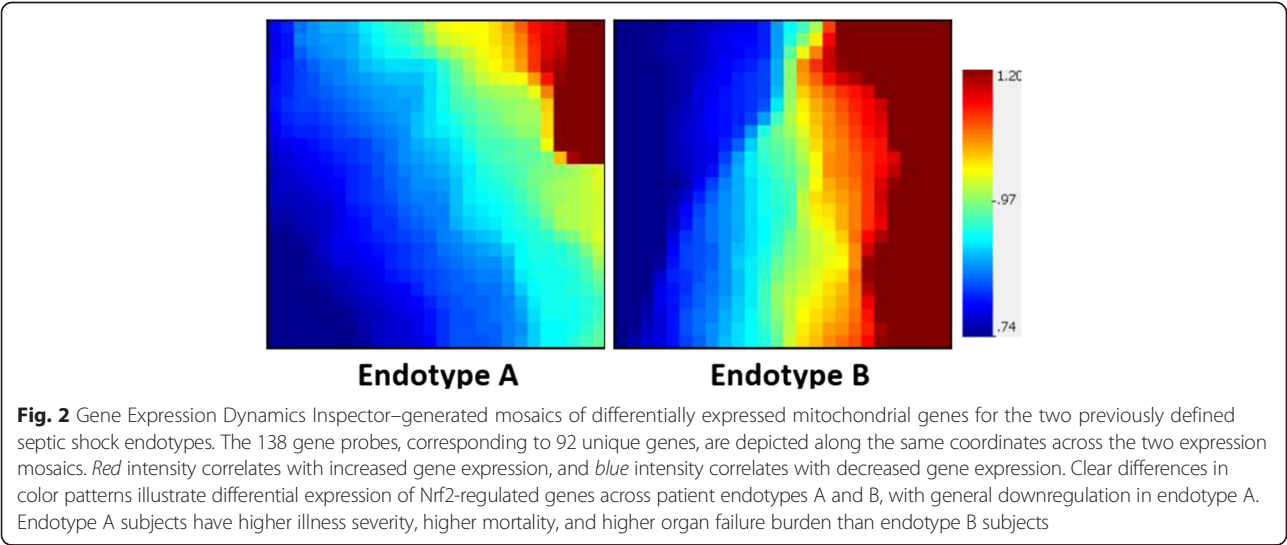 1.20
.97
.74
Endotype A
Endotype B
Fig. 2 Gene Expression Dynamics Inspector–generated mosaics of differentially expressed mitochondrial genes for the two previously defined
septic shock endotypes. The 138 gene probes, corresponding to 92 unique genes, are depicted along the same coordinates across the two expression
mosaics. Red intensity correlates with increased gene expression, and blue intensity correlates with decreased gene expression. Clear differences in
color patterns illustrate differential expression of Nrf2-regulated genes across patient endotypes A and B, with general downregulation in endotype A.
Endotype A subjects have higher illness severity, higher mortality, and higher organ failure burden than endotype B subjects